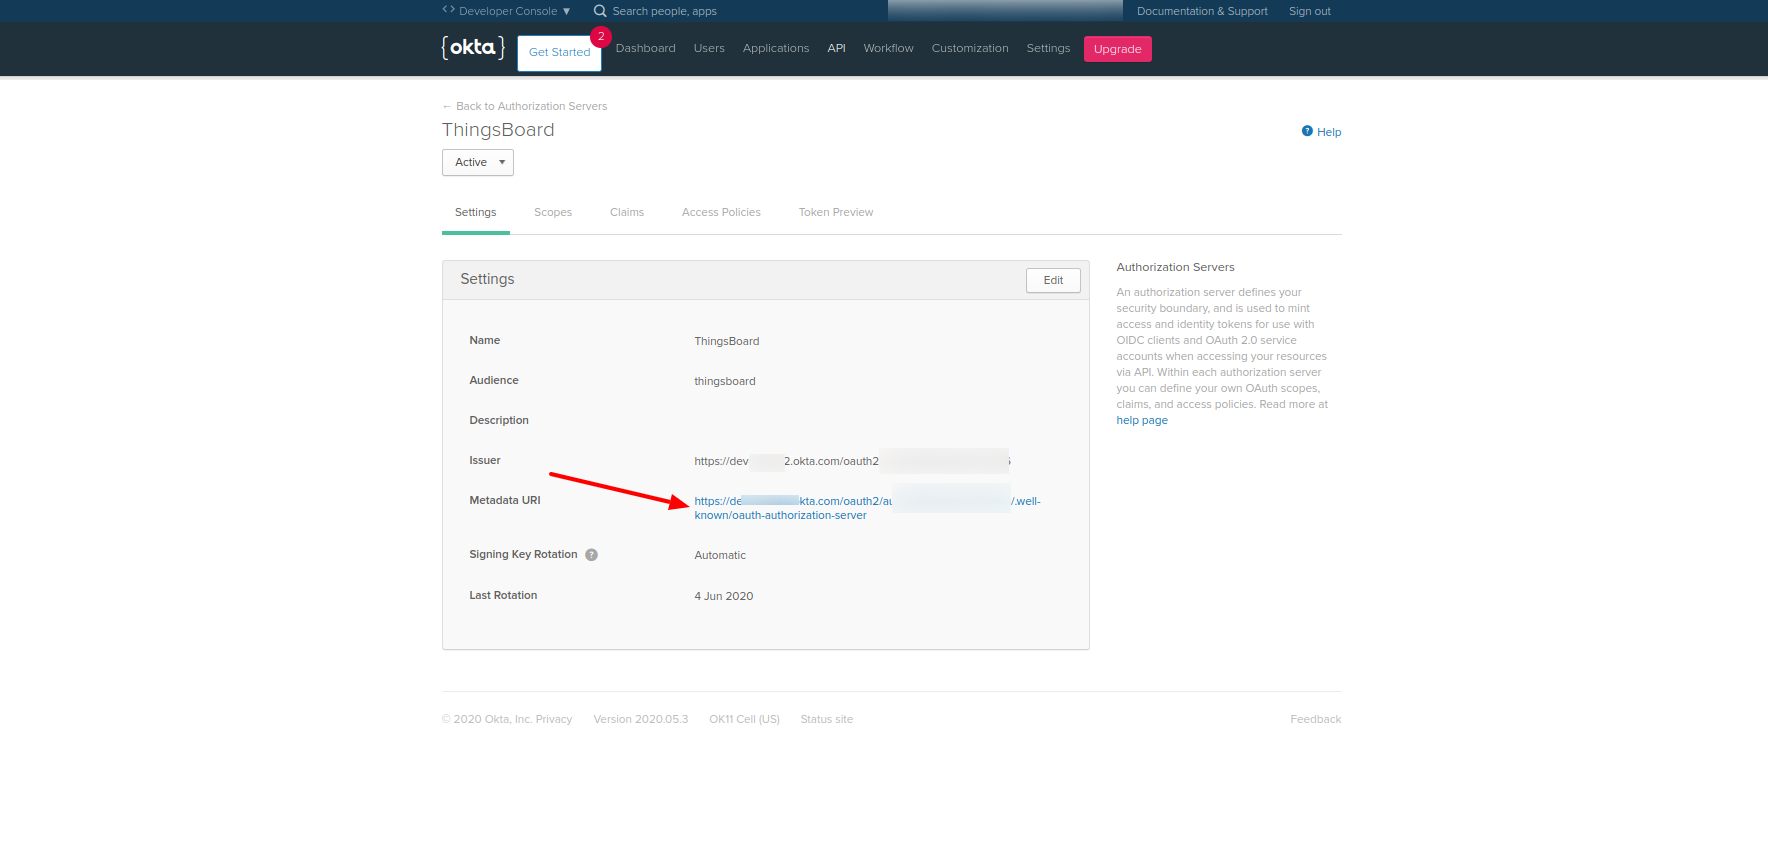 <> Developer Console ▼ Search people, apps Documentation & Support Sign out
{okta} Get Started 2 Dashboard Users Applications API Workflow Customization Settings Upgrade
← Back to Authorization Servers
ThingsBoard
? Help
Active ▼
Settings Scopes Claims Access Policies Token Preview
Settings
Edit
Name ThingsBoard
Audience thingsboard
Description
Issuer https://dev 2.okta.com/oauth2
Metadata URI https://de kta.com/oauth2/au /.well-
known/oauth-authorization-server
Signing Key Rotation ? Automatic
Last Rotation 4 Jun 2020
Authorization Servers
An authorization server defines your
security boundary, and is used to mint
access and identity tokens for use with
OIDC clients and OAuth 2.0 service
accounts when accessing your resources
via API. Within each authorization server
you can define your own OAuth scopes,
claims, and access policies. Read more at
help page
© 2020 Okta, Inc. Privacy Version 2020.05.3 OK11 Cell (US) Status site Feedback